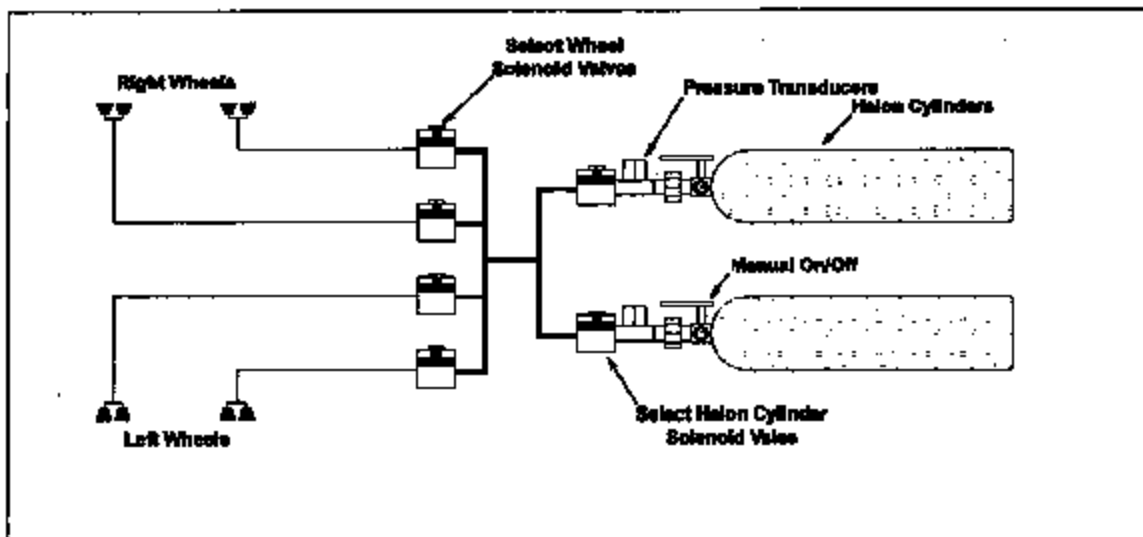 Select Wheel
Solenoid Valves
Right Wheels
Pressure Transducers
Halon Cylinders
Manual On/Off
Select Halon Cylinder
Solenoid Vales
Left Wheels